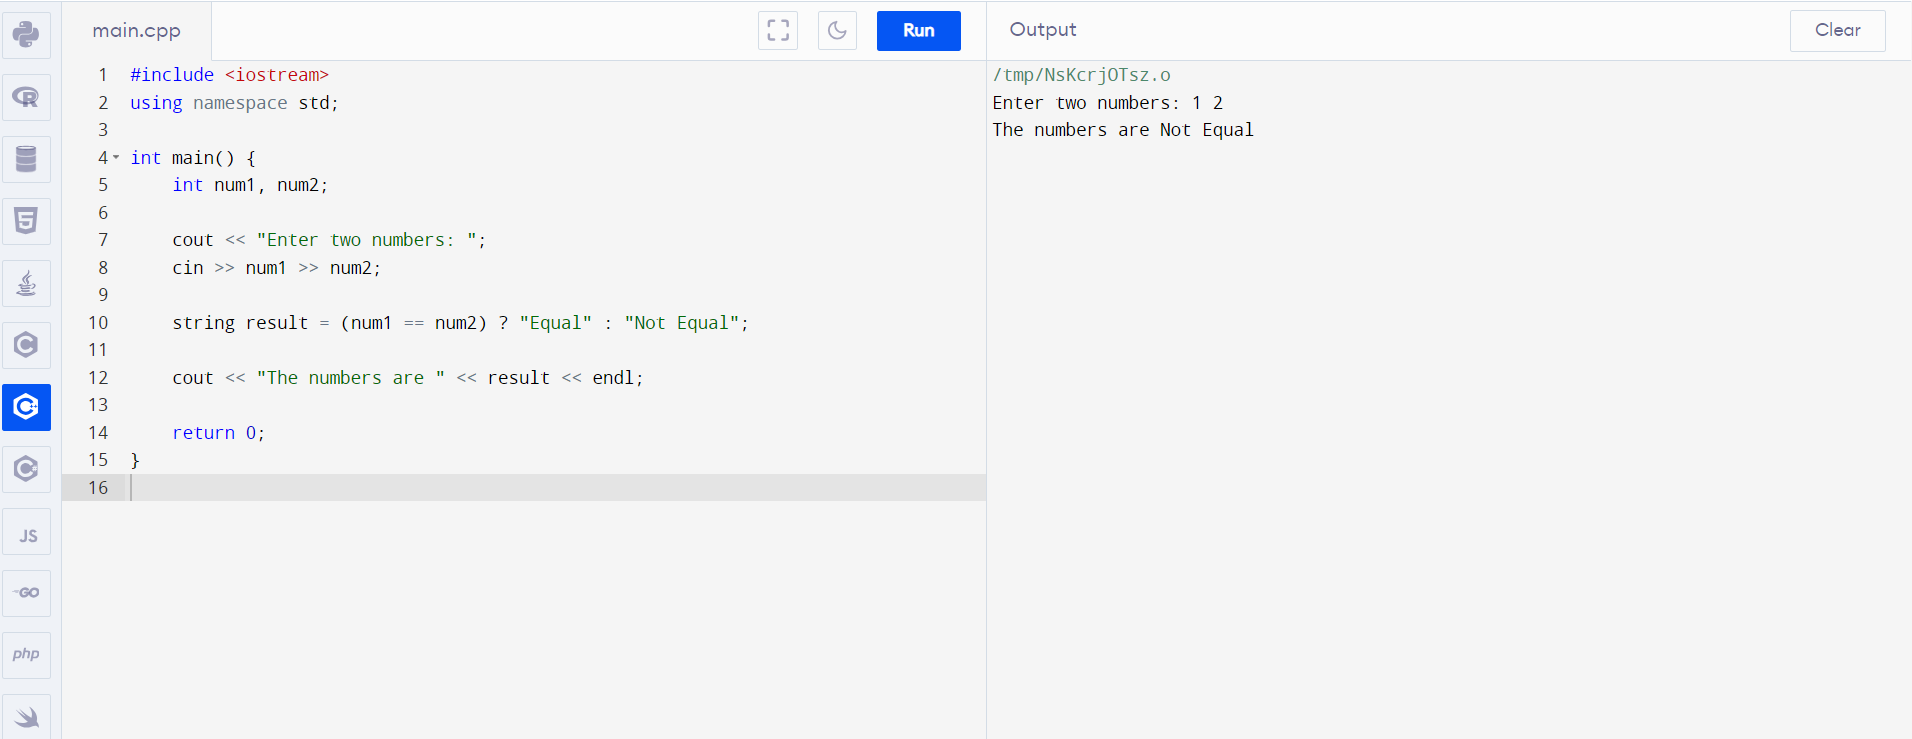 main.cpp
Run
Output
Clear
1 #include <iostream>
2 using namespace std;
3
4 int main() {
5     int num1, num2;
6
7     cout << "Enter two numbers: ";
8     cin >> num1 >> num2;
9
10     string result = (num1 == num2) ? "Equal" : "Not Equal";
11
12     cout << "The numbers are " << result << endl;
13
14     return 0;
15 }
16
/tmp/NsKcrjOTsz.o
Enter two numbers: 1 2
The numbers are Not Equal
R
5
C
C+
C#
JS
GO
php